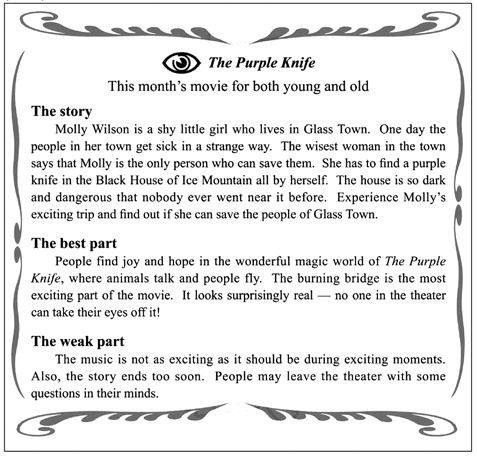 The Purple Knife
This month's movie for both young and old
The story
Molly Wilson is a shy little girl who lives in Glass Town. One day the
people in her town get sick in a strange way. The wisest woman in the town
says that Molly is the only person who can save them. She has to find a purple
knife in the Black House of Ice Mountain all by herself. The house is so dark
and dangerous that nobody ever went near it before. Experience Molly's
exciting trip and find out if she can save the people of Glass Town.
The best part
People find joy and hope in the wonderful magic world of The Purple
Knife, where animals talk and people fly. The burning bridge is the most
exciting part of the movie. It looks surprisingly real — no one in the theater
can take their eyes off it!
The weak part
The music is not as exciting as it should be during exciting moments.
Also, the story ends too soon. People may leave the theater with some
questions in their minds.